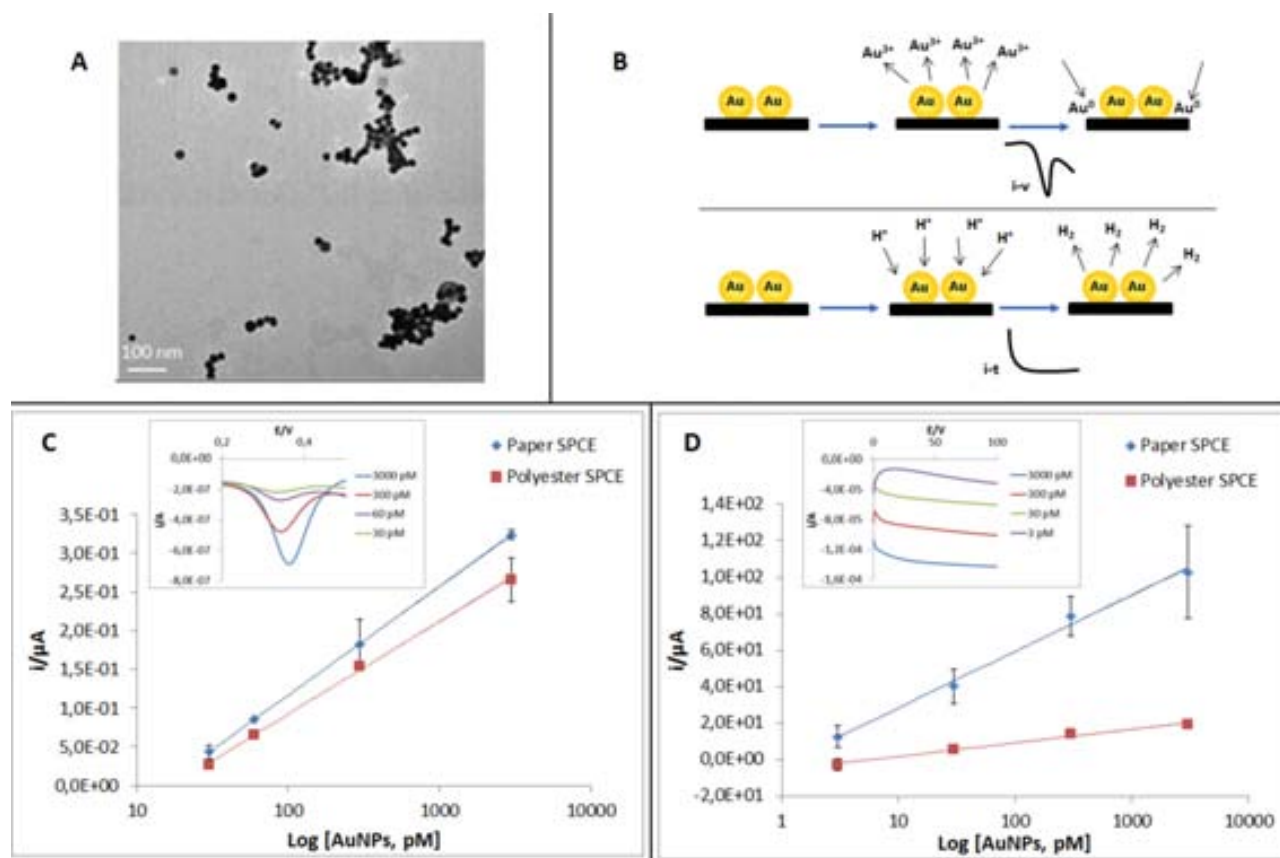 A
100 nm
B
Au³⁺ Au³⁺ Au³⁺ Au³⁺
Au Au
Au Au
Au⁰ Au Au Au⁰
i-v
H⁺ H⁺ H⁺ H⁺
H₂ H₂ H₂ H₂
Au Au
Au Au
Au Au
i-t
C
E/V
0,2 0,4
0,0E+00
-2,0E-07
-4,0E-07
-6,0E-07
-8,0E-07
i/A
3000 pM
300 pM
60 pM
30 pM
Paper SPCE
Polyester SPCE
3,5E-01
3,0E-01
2,5E-01
2,0E-01
1,5E-01
1,0E-01
5,0E-02
0,0E+00
i/µA
10 100 1000 10000
Log [AuNPs, pM]
D
E/V
0 50 100
0,0E+00
-4,0E-05
-8,0E-05
-1,2E-04
-1,6E-04
i/A
3000 pM
300 pM
30 pM
3 pM
Paper SPCE
Polyester SPCE
1,4E+02
1,2E+02
1,0E+02
8,0E+01
6,0E+01
4,0E+01
2,0E+01
0,0E+00
-2,0E+01
i/µA
1 10 100 1000 10000
Log [AuNPs, pM]